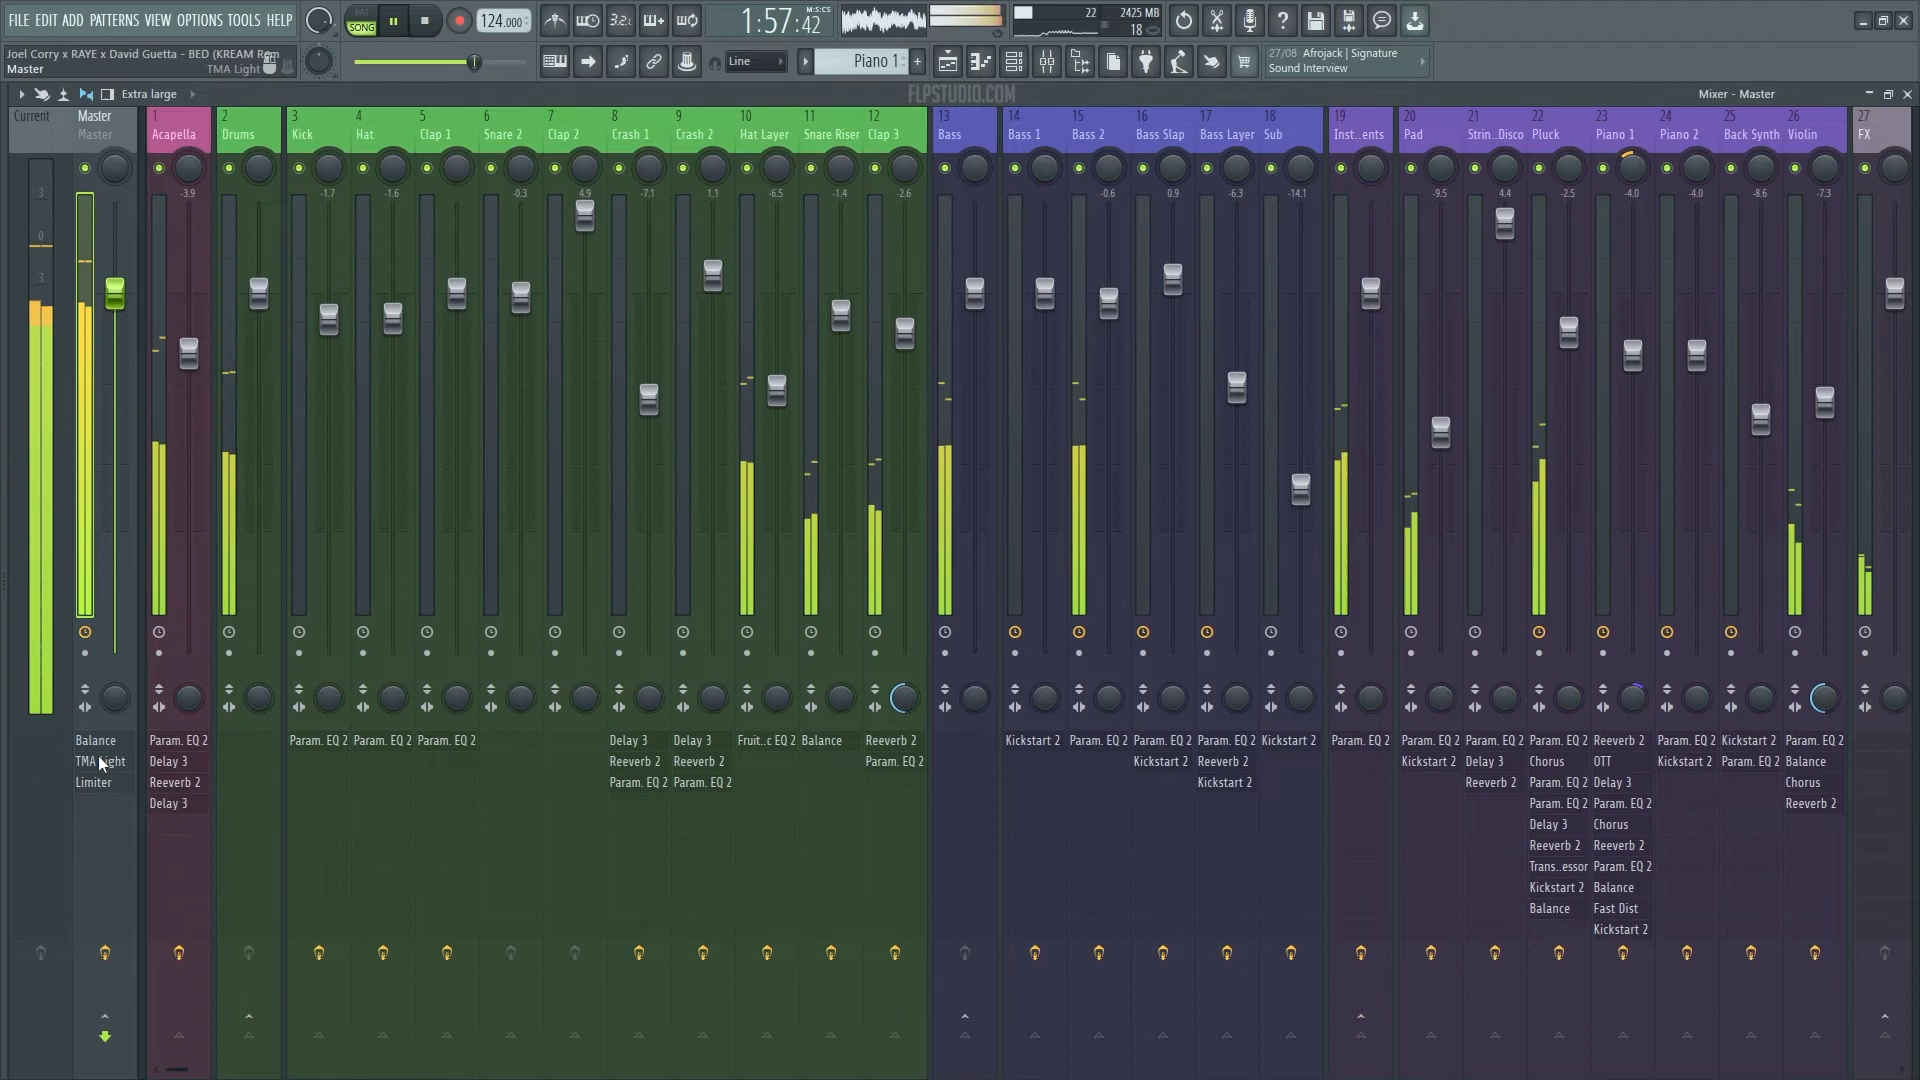 FILE EDIT ADD PATTERNS VIEW OPTIONS TOOLS HELP
PAT
SONG
124.000
3.2.:
1:57:42
M:S:CS
22
2425 MB
18
Joel Corry x RAYE x David Guetta - BED (KREAM Rem
Master
TMA Light
Line
Piano 1
+
27/08 Afrojack | Signature
Sound Interview
Extra large
FLPSTUDIO.COM
Mixer - Master
Current
Master
Master
1
Acapella
2
Drums
3
Kick
4
Hat
5
Clap 1
6
Snare 2
7
Clap 2
8
Crash 1
9
Crash 2
10
Hat Layer
11
Snare Riser
12
Clap 3
13
Bass
14
Bass 1
15
Bass 2
16
Bass Slap
17
Bass Layer
18
Sub
19
Inst..ents
20
Pad
21
Strin..Disco
22
Pluck
23
Piano 1
24
Piano 2
25
Back Synth
26
Violin
27
FX
3
0
3
-3.9
-1.7
-1.6
-0.3
4.9
-7.1
1.1
-6.5
-1.4
-2.6
-0.6
0.9
-6.3
-14.1
-9.5
4.4
-2.5
-4.0
-4.0
-8.6
-7.3
Balance
TMA Light
Limiter
Param. EQ 2
Delay 3
Reeverb 2
Delay 3
Param. EQ 2
Param. EQ 2
Param. EQ 2
Delay 3
Reeverb 2
Param. EQ 2
Delay 3
Reeverb 2
Param. EQ 2
Fruit..c EQ 2
Balance
Reeverb 2
Param. EQ 2
Kickstart 2
Param. EQ 2
Param. EQ 2
Kickstart 2
Param. EQ 2
Reeverb 2
Kickstart 2
Kickstart 2
Param. EQ 2
Param. EQ 2
Kickstart 2
Param. EQ 2
Delay 3
Reeverb 2
Param. EQ 2
Chorus
Param. EQ 2
Param. EQ 2
Delay 3
Reeverb 2
Trans..essor
Kickstart 2
Balance
Reeverb 2
OTT
Delay 3
Param. EQ 2
Chorus
Reeverb 2
Param. EQ 2
Balance
Fast Dist
Kickstart 2
Param. EQ 2
Kickstart 2
Kickstart 2
Param. EQ 2
Param. EQ 2
Balance
Chorus
Reeverb 2